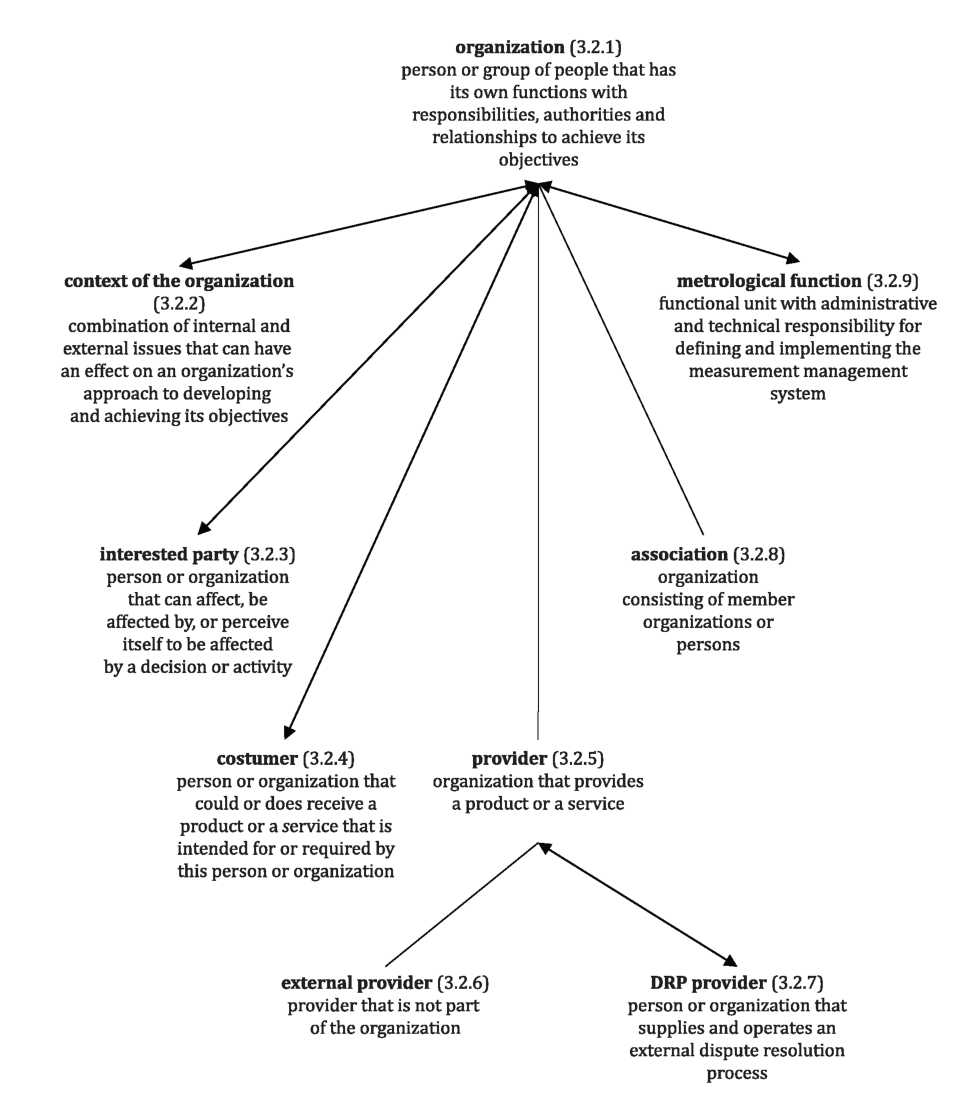 organization (3.2.1)
person or group of people that has
its own functions with
responsibilities, authorities and
relationships to achieve its
objectives
context of the organization
(3.2.2)
combination of internal and
external issues that can have
an effect on an organization’s
approach to developing
and achieving its objectives
metrological function (3.2.9)
functional unit with administrative
and technical responsibility for
defining and implementing the
measurement management
system
interested party (3.2.3)
person or organization
that can affect, be
affected by, or perceive
itself to be affected
by a decision or activity
association (3.2.8)
organization
consisting of member
organizations or
persons
costumer (3.2.4)
person or organization that
could or does receive a
product or a service that is
intended for or required by
this person or organization
provider (3.2.5)
organization that provides
a product or a service
external provider (3.2.6)
provider that is not part
of the organization
DRP provider (3.2.7)
person or organization that
supplies and operates an
external dispute resolution
process